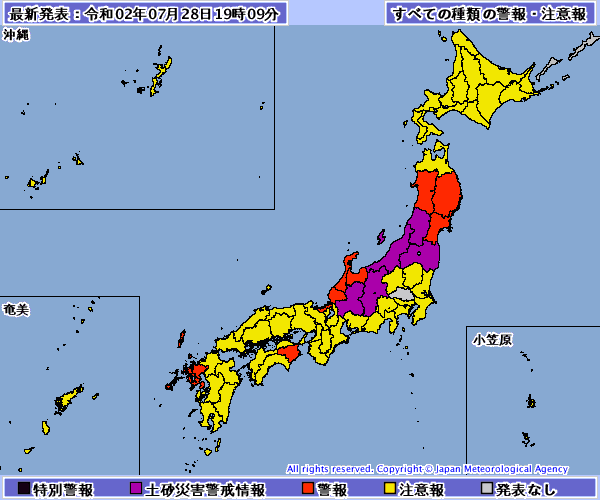 最新発表：令和02年07月28日19時09分
すべての種類の警報・注意報
沖縄
奄美
小笠原
All rights reserved. Copyright © Japan Meteorological Agency
特別警報 土砂災害警戒情報 警報 注意報 発表なし